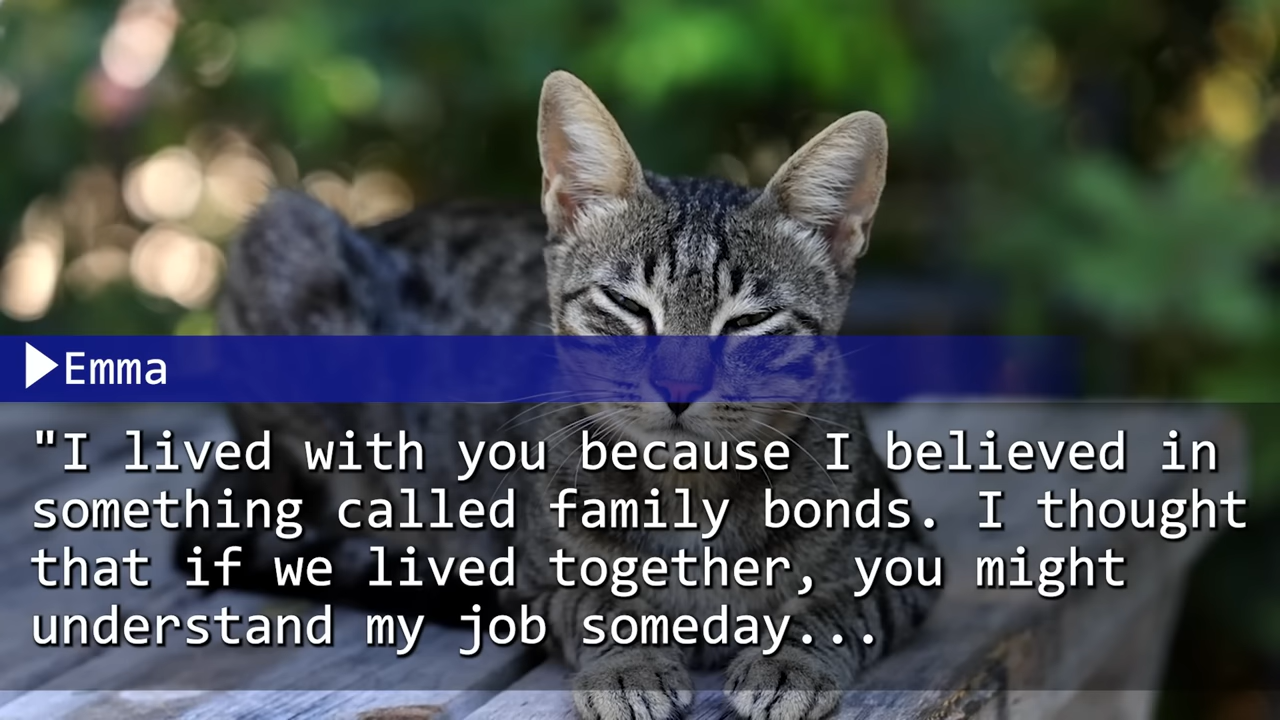 Emma
"I lived with you because I believed in
something called family bonds. I thought
that if we lived together, you might
understand my job someday...